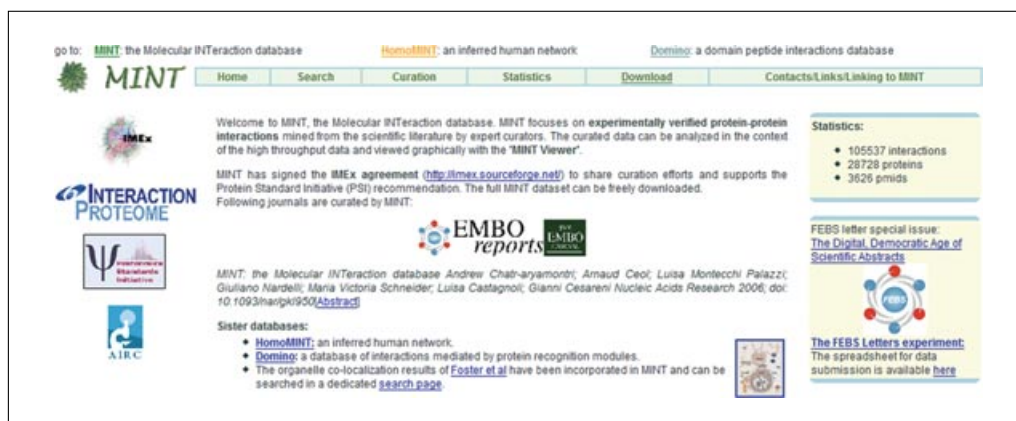 go to: MINT: the Molecular INTeraction database HomoMINT: an inferred human network Domino: a domain peptide interactions database
MINT Home Search Curation Statistics Download Contacts/Links/Linking to MINT
IMEx
INTERACTION
PROTEOME
Proteomics
Standards
Initiative
AIRC
Welcome to MINT, the Molecular INTeraction database. MINT focuses on experimentally verified protein-protein
interactions mined from the scientific literature by expert curators. The curated data can be analyzed in the context
of the high throughput data and viewed graphically with the 'MINT Viewer'.
MINT has signed the IMEx agreement (http://imex.sourceforge.net/) to share curation efforts and supports the
Protein Standard Initiative (PSI) recommendation. The full MINT dataset can be freely downloaded.
Following journals are curated by MINT:
EMBO
reports
THE
EMBO
JOURNAL
MINT: the Molecular INTeraction database Andrew Chatr-aryamontri; Arnaud Ceol; Luisa Montecchi Palazzi;
Giuliano Nardelli; Maria Victoria Schneider; Luisa Castagnoli; Gianni Cesareni Nucleic Acids Research 2006; doi:
10.1093/nar/gkl950[Abstract]
Sister databases:
HomoMINT: an inferred human network.
Domino: a database of interactions mediated by protein recognition modules.
The organelle co-localization results of Foster et al have been incorporated in MINT and can be
searched in a dedicated search page.
Statistics:
105537 interactions
28728 proteins
3626 pmids
FEBS letter special issue:
The Digital, Democratic Age of
Scientific Abstracts
FEBS
The FEBS Letters experiment:
The spreadsheet for data
submission is available here